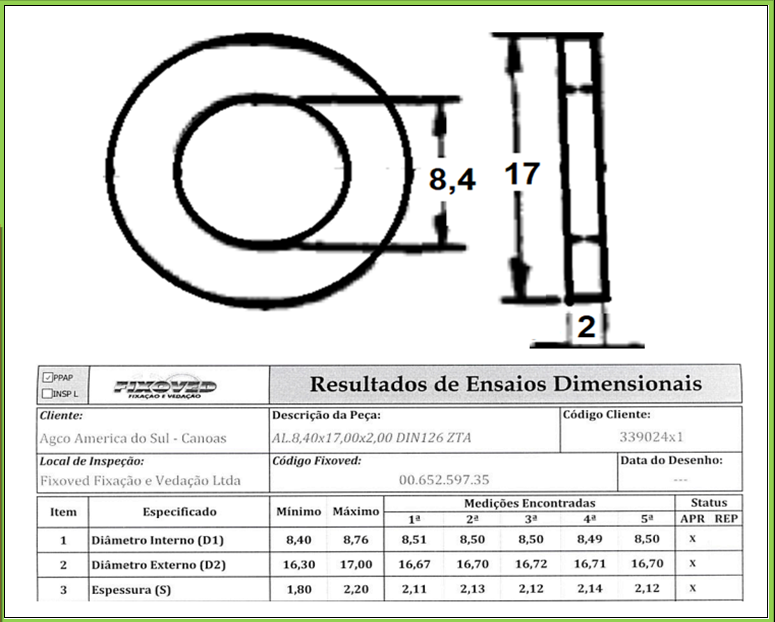 8,4
17
2
PPAP
INSP L
FIXOVED
FIXAÇÃO E VEDAÇÃO
Resultados de Ensaios Dimensionais
Cliente:
Agco America do Sul - Canoas
Descrição da Peça:
AL.8,40x17,00x2,00 DIN126 ZTA
Código Cliente:
339024x1
Local de Inspeção:
Fixoved Fixação e Vedação Ltda
Código Fixoved:
00.652.597.35
Data do Desenho:
---
Item Especificado Mínimo Máximo Medições Encontradas Status
1ª 2ª 3ª 4ª 5ª APR REP
1 Diâmetro Interno (D1) 8,40 8,76 8,51 8,50 8,50 8,49 8,50 X
2 Diâmetro Externo (D2) 16,30 17,00 16,67 16,70 16,72 16,71 16,70 X
3 Espessura (S) 1,80 2,20 2,11 2,13 2,12 2,14 2,12 X